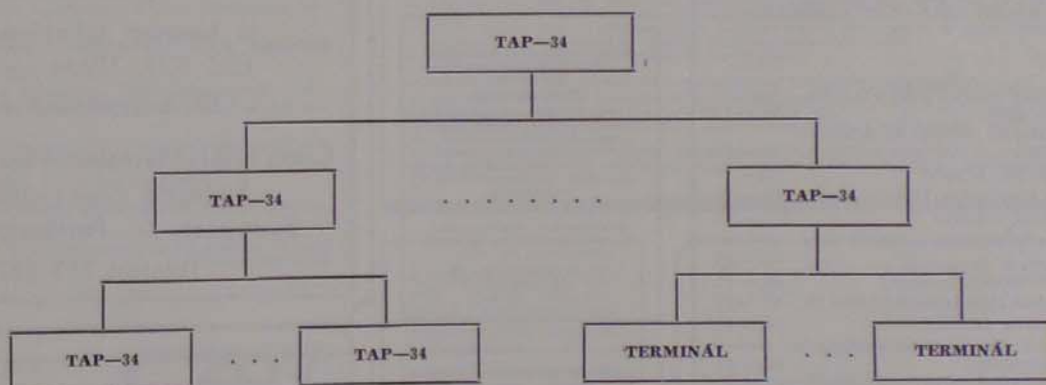 TAP—34
TAP—34 . . . . . . . . TAP—34
TAP—34 . . . TAP—34 TERMINÁL . . . TERMINÁL